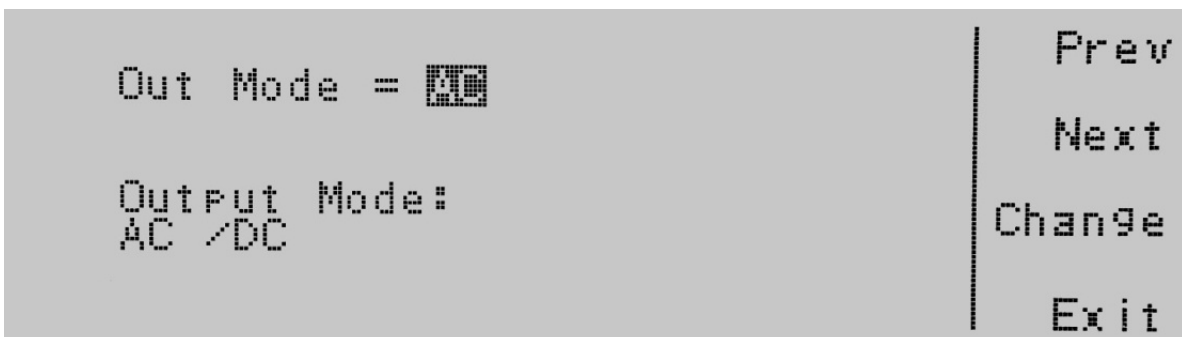 Out Mode = AC
Output Mode:
AC /DC
Prev
Next
Change
Exit